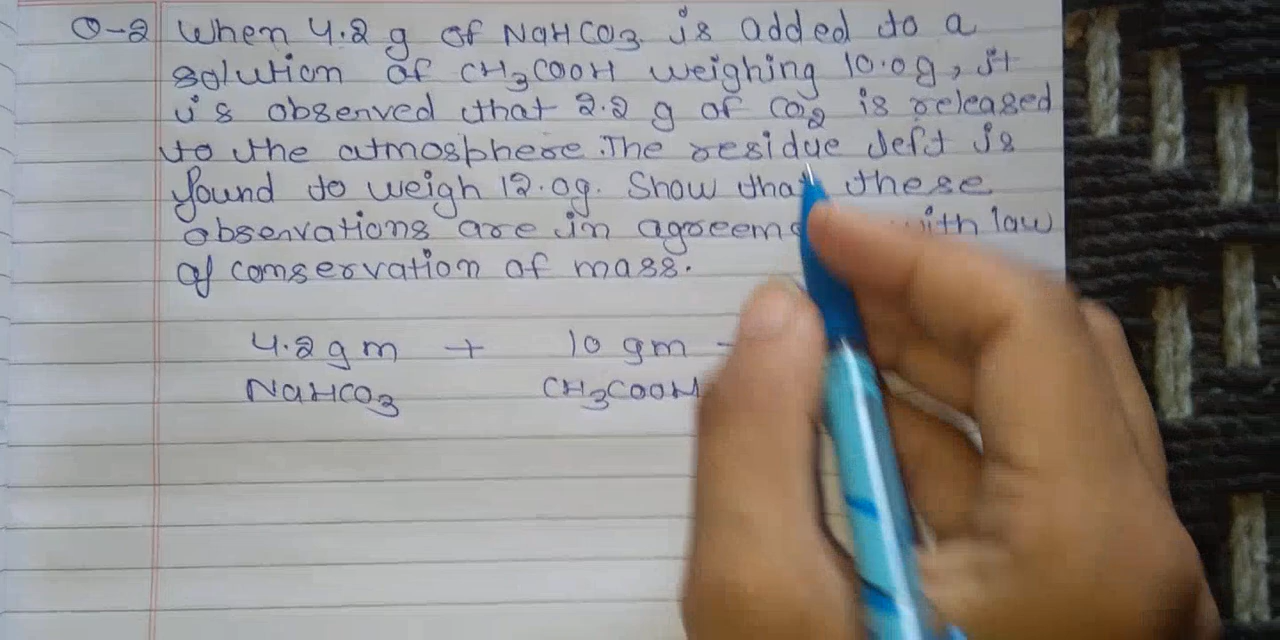 Q-2 When 4.2 g of NaHCO3 is added to a
solution of CH3COOH weighing 10.0g, it
is observed that 2.2 g of CO2 is released
to the atmosphere. The residue left is
found to weigh 12.0g. Show that these
observations are in with law
of conservation of mass.
4.2 gm + 10 gm
NaHCO3 CH3COOH